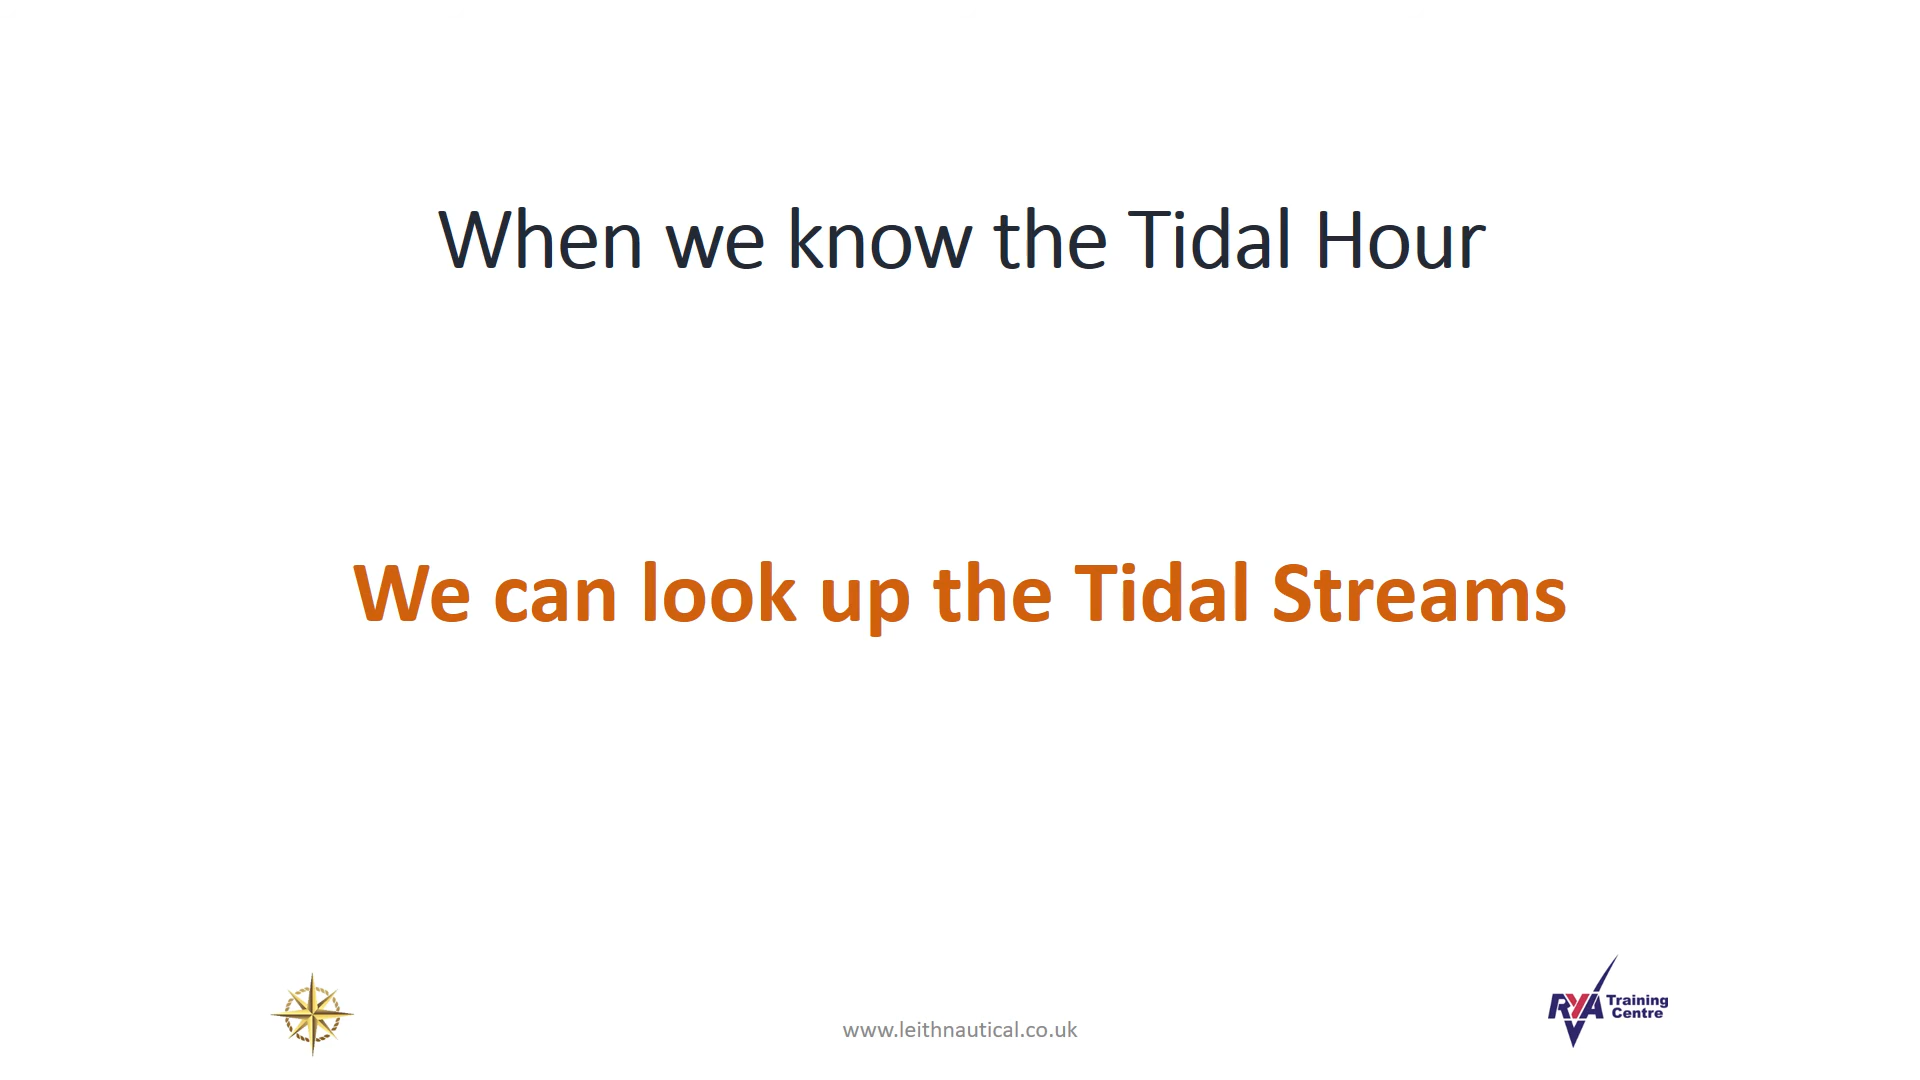 When we know the Tidal Hour
We can look up the Tidal Streams
www.leithnautical.co.uk
RYA Training
Centre